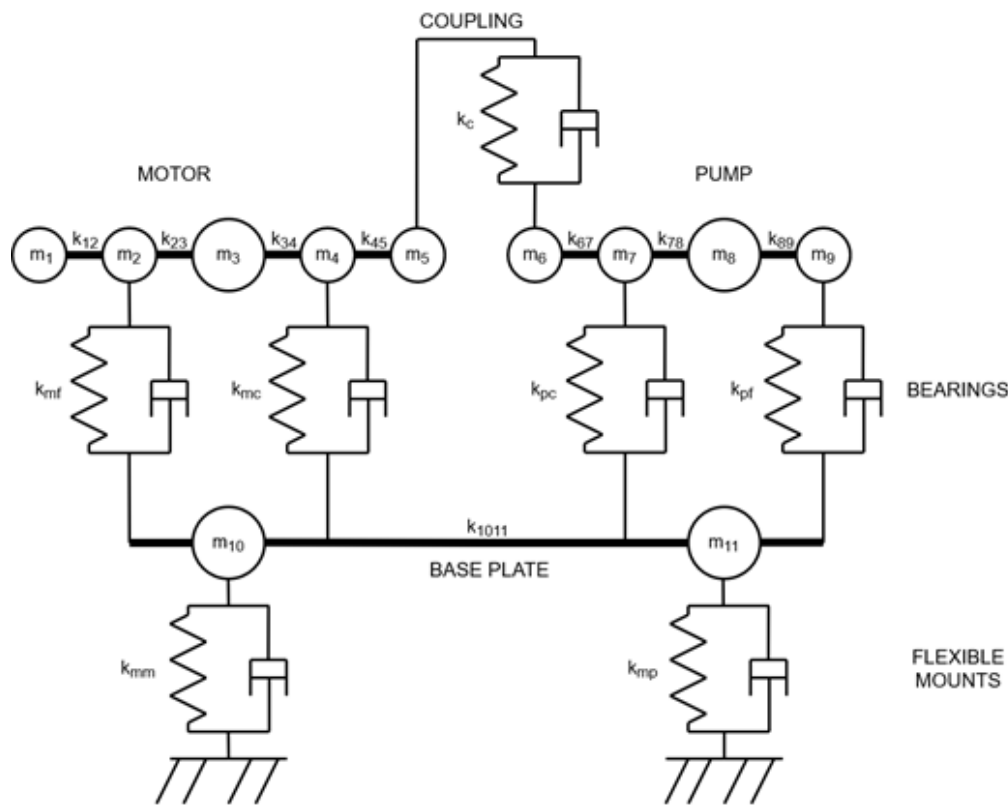 COUPLING
k_c
MOTOR
PUMP
k_12 k_23 k_34 k_45 k_67 k_78 k_89
m_1 m_2 m_3 m_4 m_5 m_6 m_7 m_8 m_9
k_mf k_mc k_pc k_pf BEARINGS
k_1011
m_10 m_11
BASE PLATE
k_mm k_mp
FLEXIBLE
MOUNTS